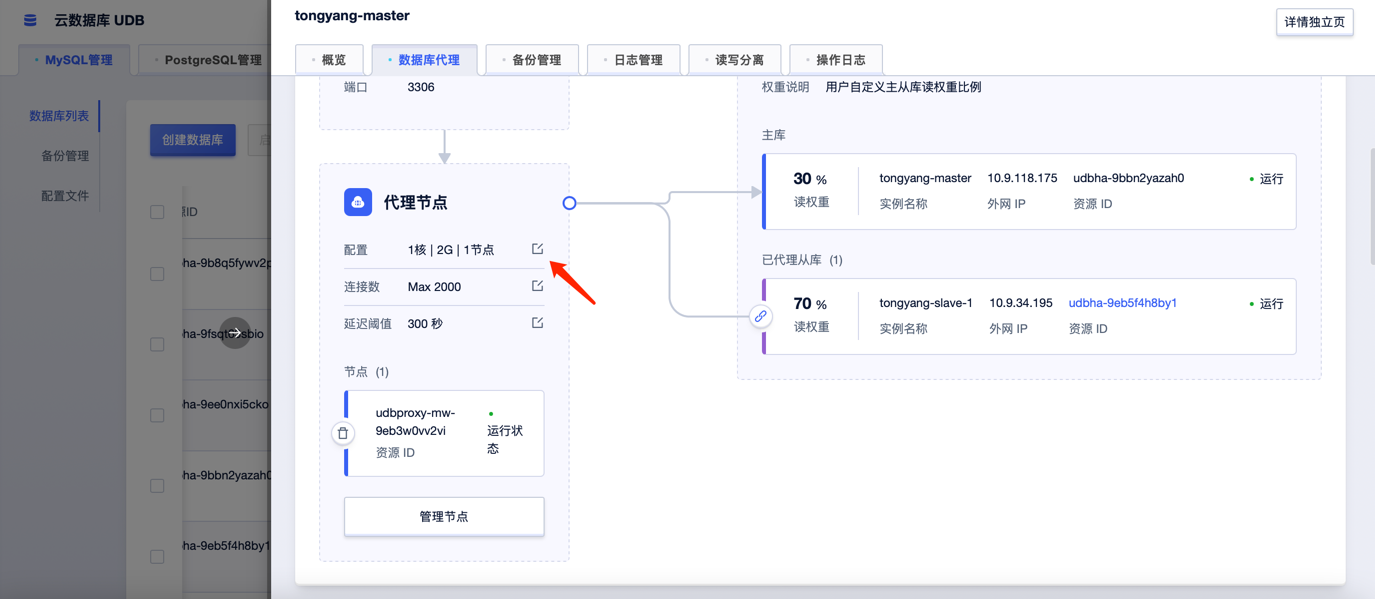 云数据库 UDB
MySQL管理
PostgreSQL管理
数据库列表
备份管理
配置文件
创建数据库
ID
ha-9b8q5fywv2p
ha-9ee0nxi5cko
ha-9bbn2yazah0
ha-9eb5f4h8by1
tongyang-master
详情独立页
概览
数据库代理
备份管理
日志管理
读写分离
操作日志
端口 3306
代理节点
配置 1核 | 2G | 1节点
连接数 Max 2000
延迟阈值 300 秒
节点 (1)
udbproxy-mw-
9eb3w0vv2vi
资源 ID
运行状
态
管理节点
权重说明 用户自定义主从库读权重比例
主库
30 % tongyang-master 10.9.118.175 udbha-9bbn2yazah0 运行
读权重 实例名称 外网 IP 资源 ID
已代理从库 (1)
70 % tongyang-slave-1 10.9.34.195 udbha-9eb5f4h8by1 运行
读权重 实例名称 外网 IP 资源 ID